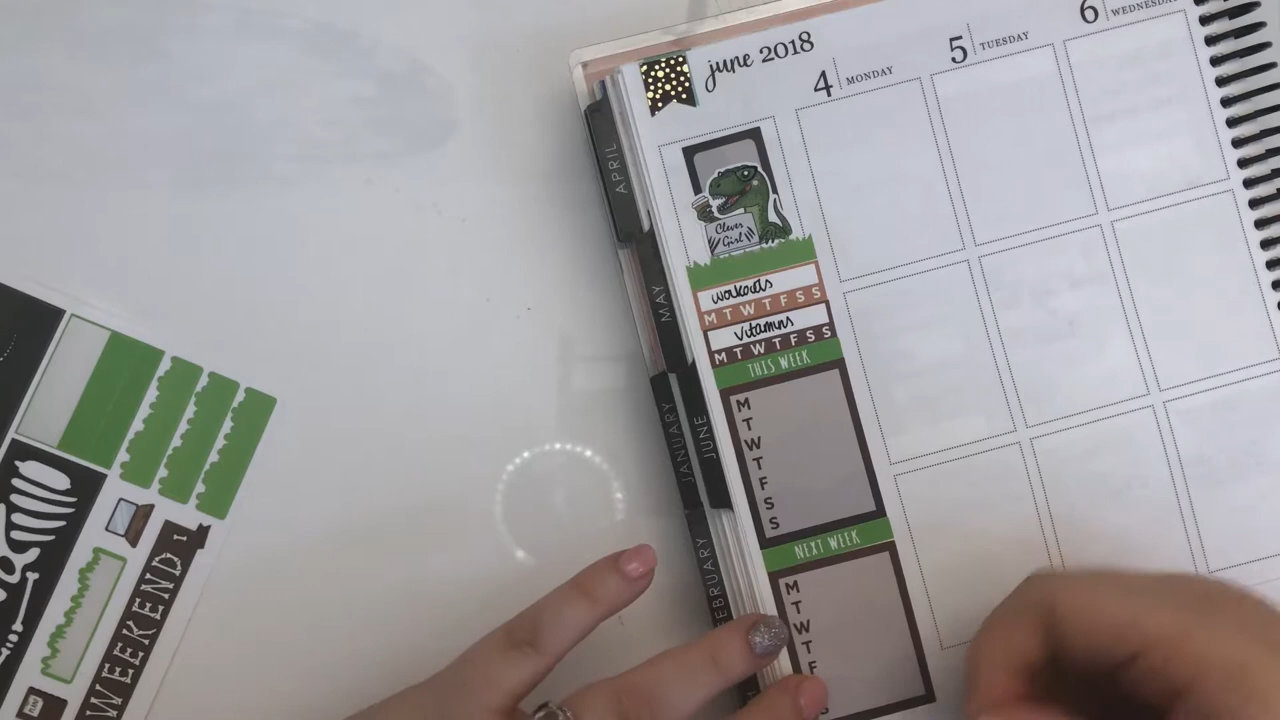 june 2018
4 MONDAY
5 TUESDAY
6 WEDNESDAY
APRIL
MAY
JUNE
JANUARY
FEBRUARY
Clever
Girl
workouts
M T W T F S S
vitamins
M T W T F S S
THIS WEEK
M
T
W
T
F
S
S
NEXT WEEK
M
T
W
T
F
S
WEEKEND
PLAN